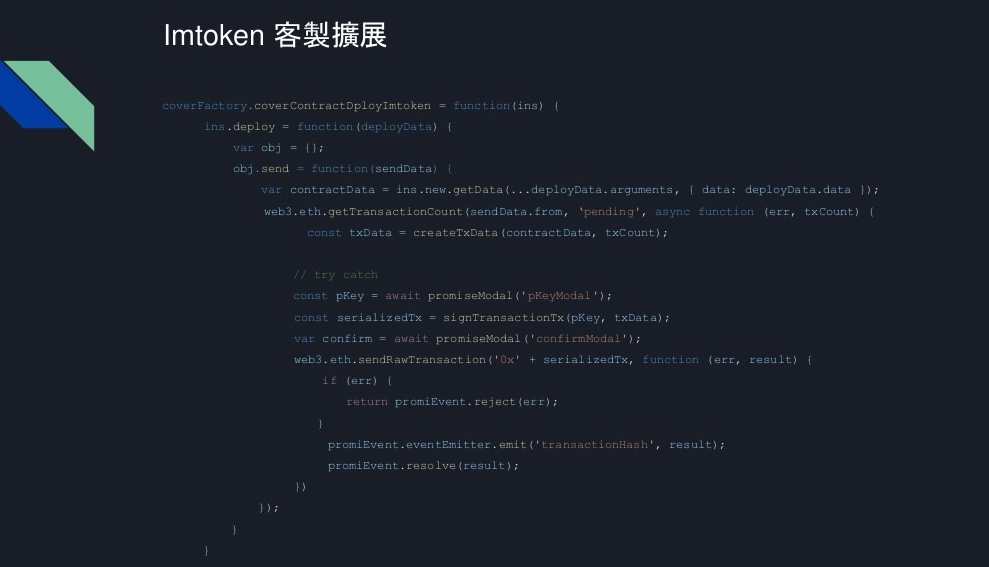 Imtoken 客製擴展
coverFactory.coverContractDployImtoken = function(ins) {
ins.deploy = function(deployData) {
var obj = {};
obj.send = function(sendData) {
var contractData = ins.new.getData(...deployData.arguments, { data: deployData.data });
web3.eth.getTransactionCount(sendData.from, 'pending', async function (err, txCount) {
const txData = createTxData(contractData, txCount);
// try catch
const pKey = await promiseModal('pKeyModal');
const serializedTx = signTransactionTx(pKey, txData);
var confirm = await promiseModal('confirmModal');
web3.eth.sendRawTransaction('0x' + serializedTx, function (err, result) {
if (err) {
return promiEvent.reject(err);
}
promiEvent.eventEmitter.emit('transactionHash', result);
promiEvent.resolve(result);
})
});
}
}